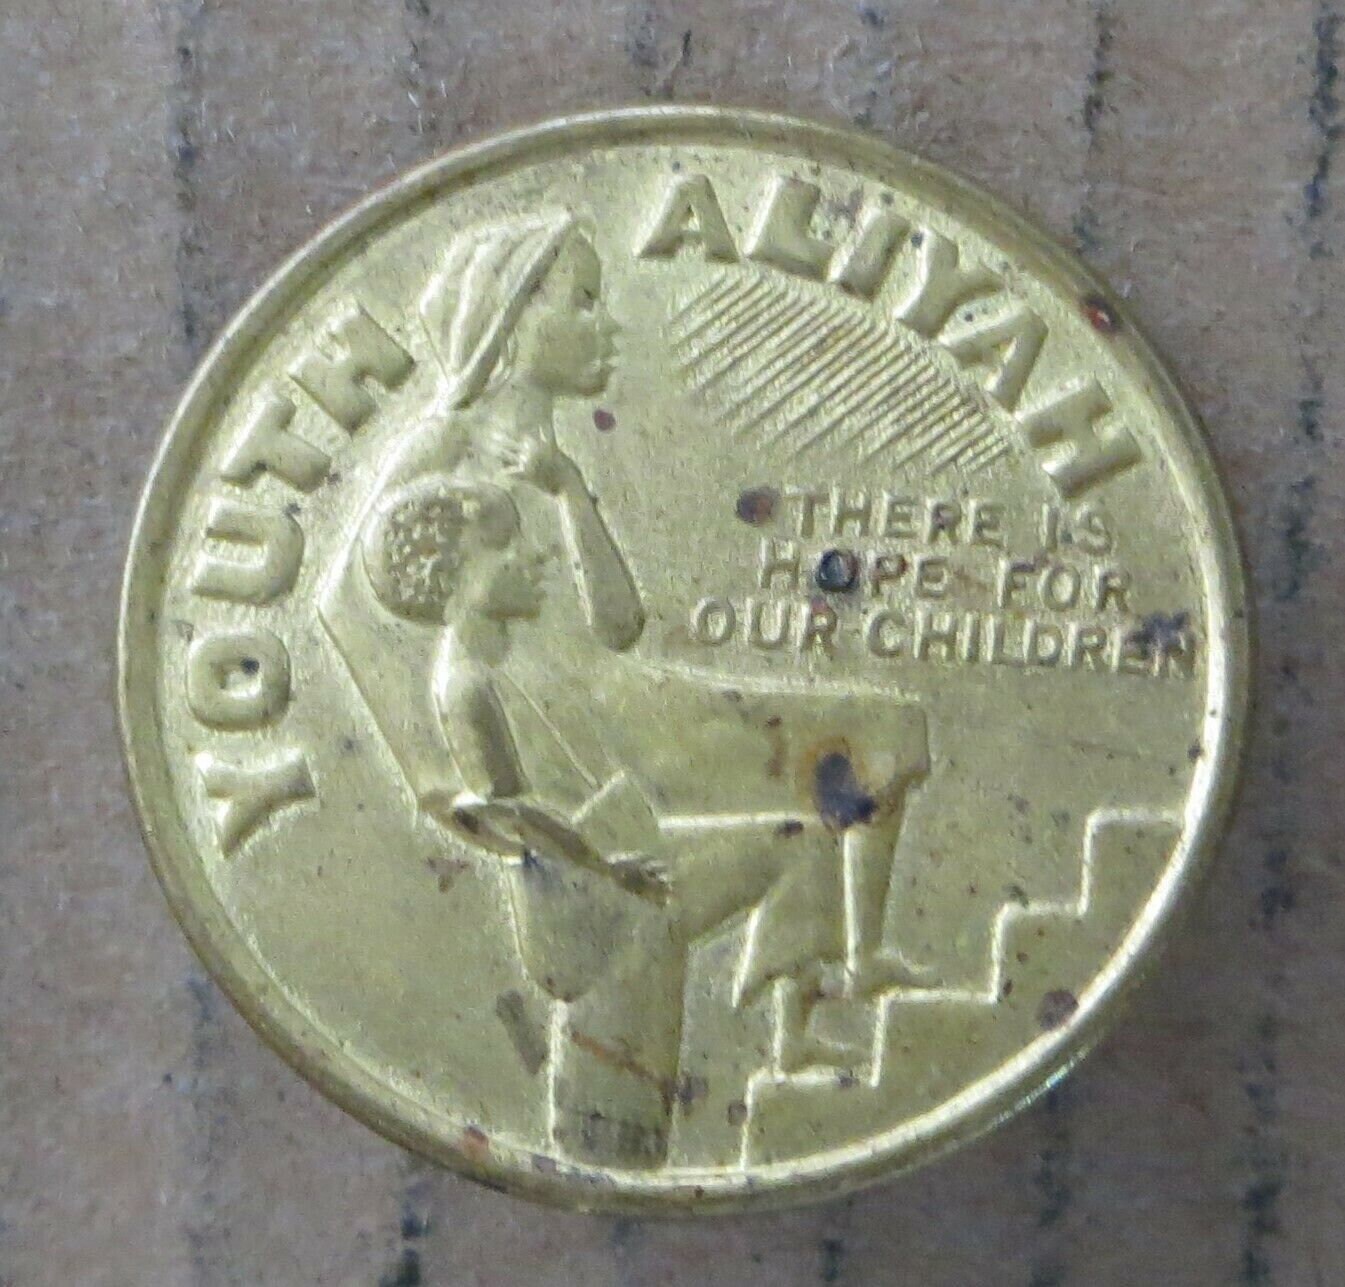 YOUTH ALIYAH
THERE IS
HOPE FOR
OUR CHILDREN